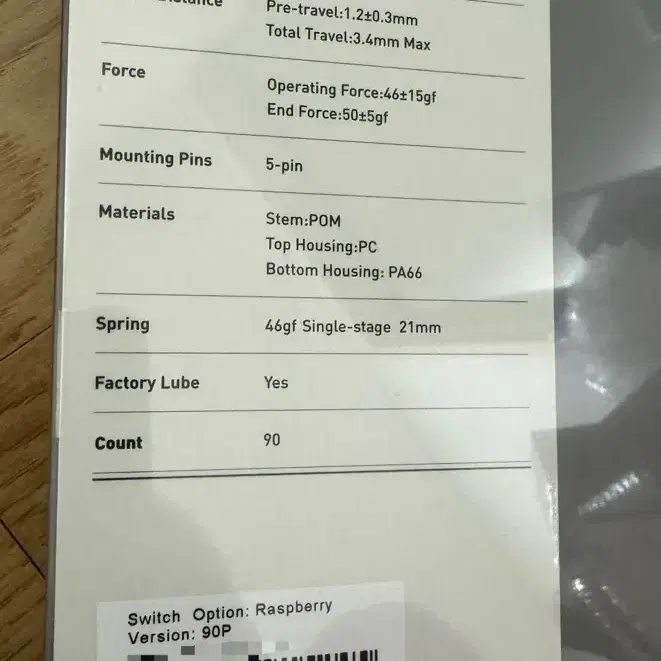 Pre-travel:1.2±0.3mm
Total Travel:3.4mm Max
Force
Operating Force:46±15gf
End Force:50±5gf
Mounting Pins
5-pin
Materials
Stem:POM
Top Housing:PC
Bottom Housing: PA66
Spring
46gf Single-stage 21mm
Factory Lube
Yes
Count
90
Switch Option: Raspberry
Version: 90P